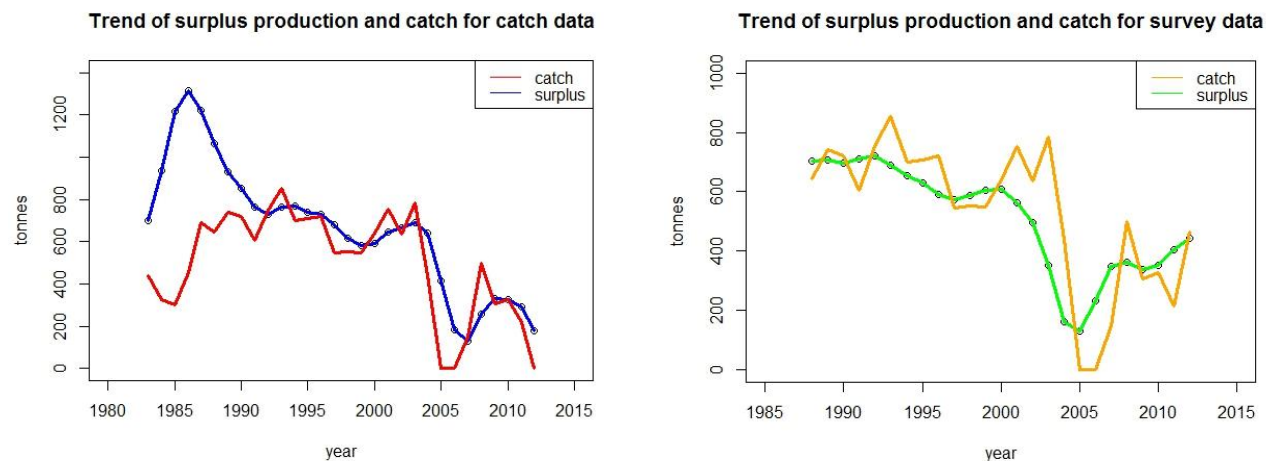 Trend of surplus production and catch for catch data
catch
surplus
tonnes
0
200
400
600
800
1200
1980
1985
1990
1995
2000
2005
2010
2015
year
Trend of surplus production and catch for survey data
catch
surplus
tonnes
0
200
400
600
800
1000
1985
1990
1995
2000
2005
2010
2015
year